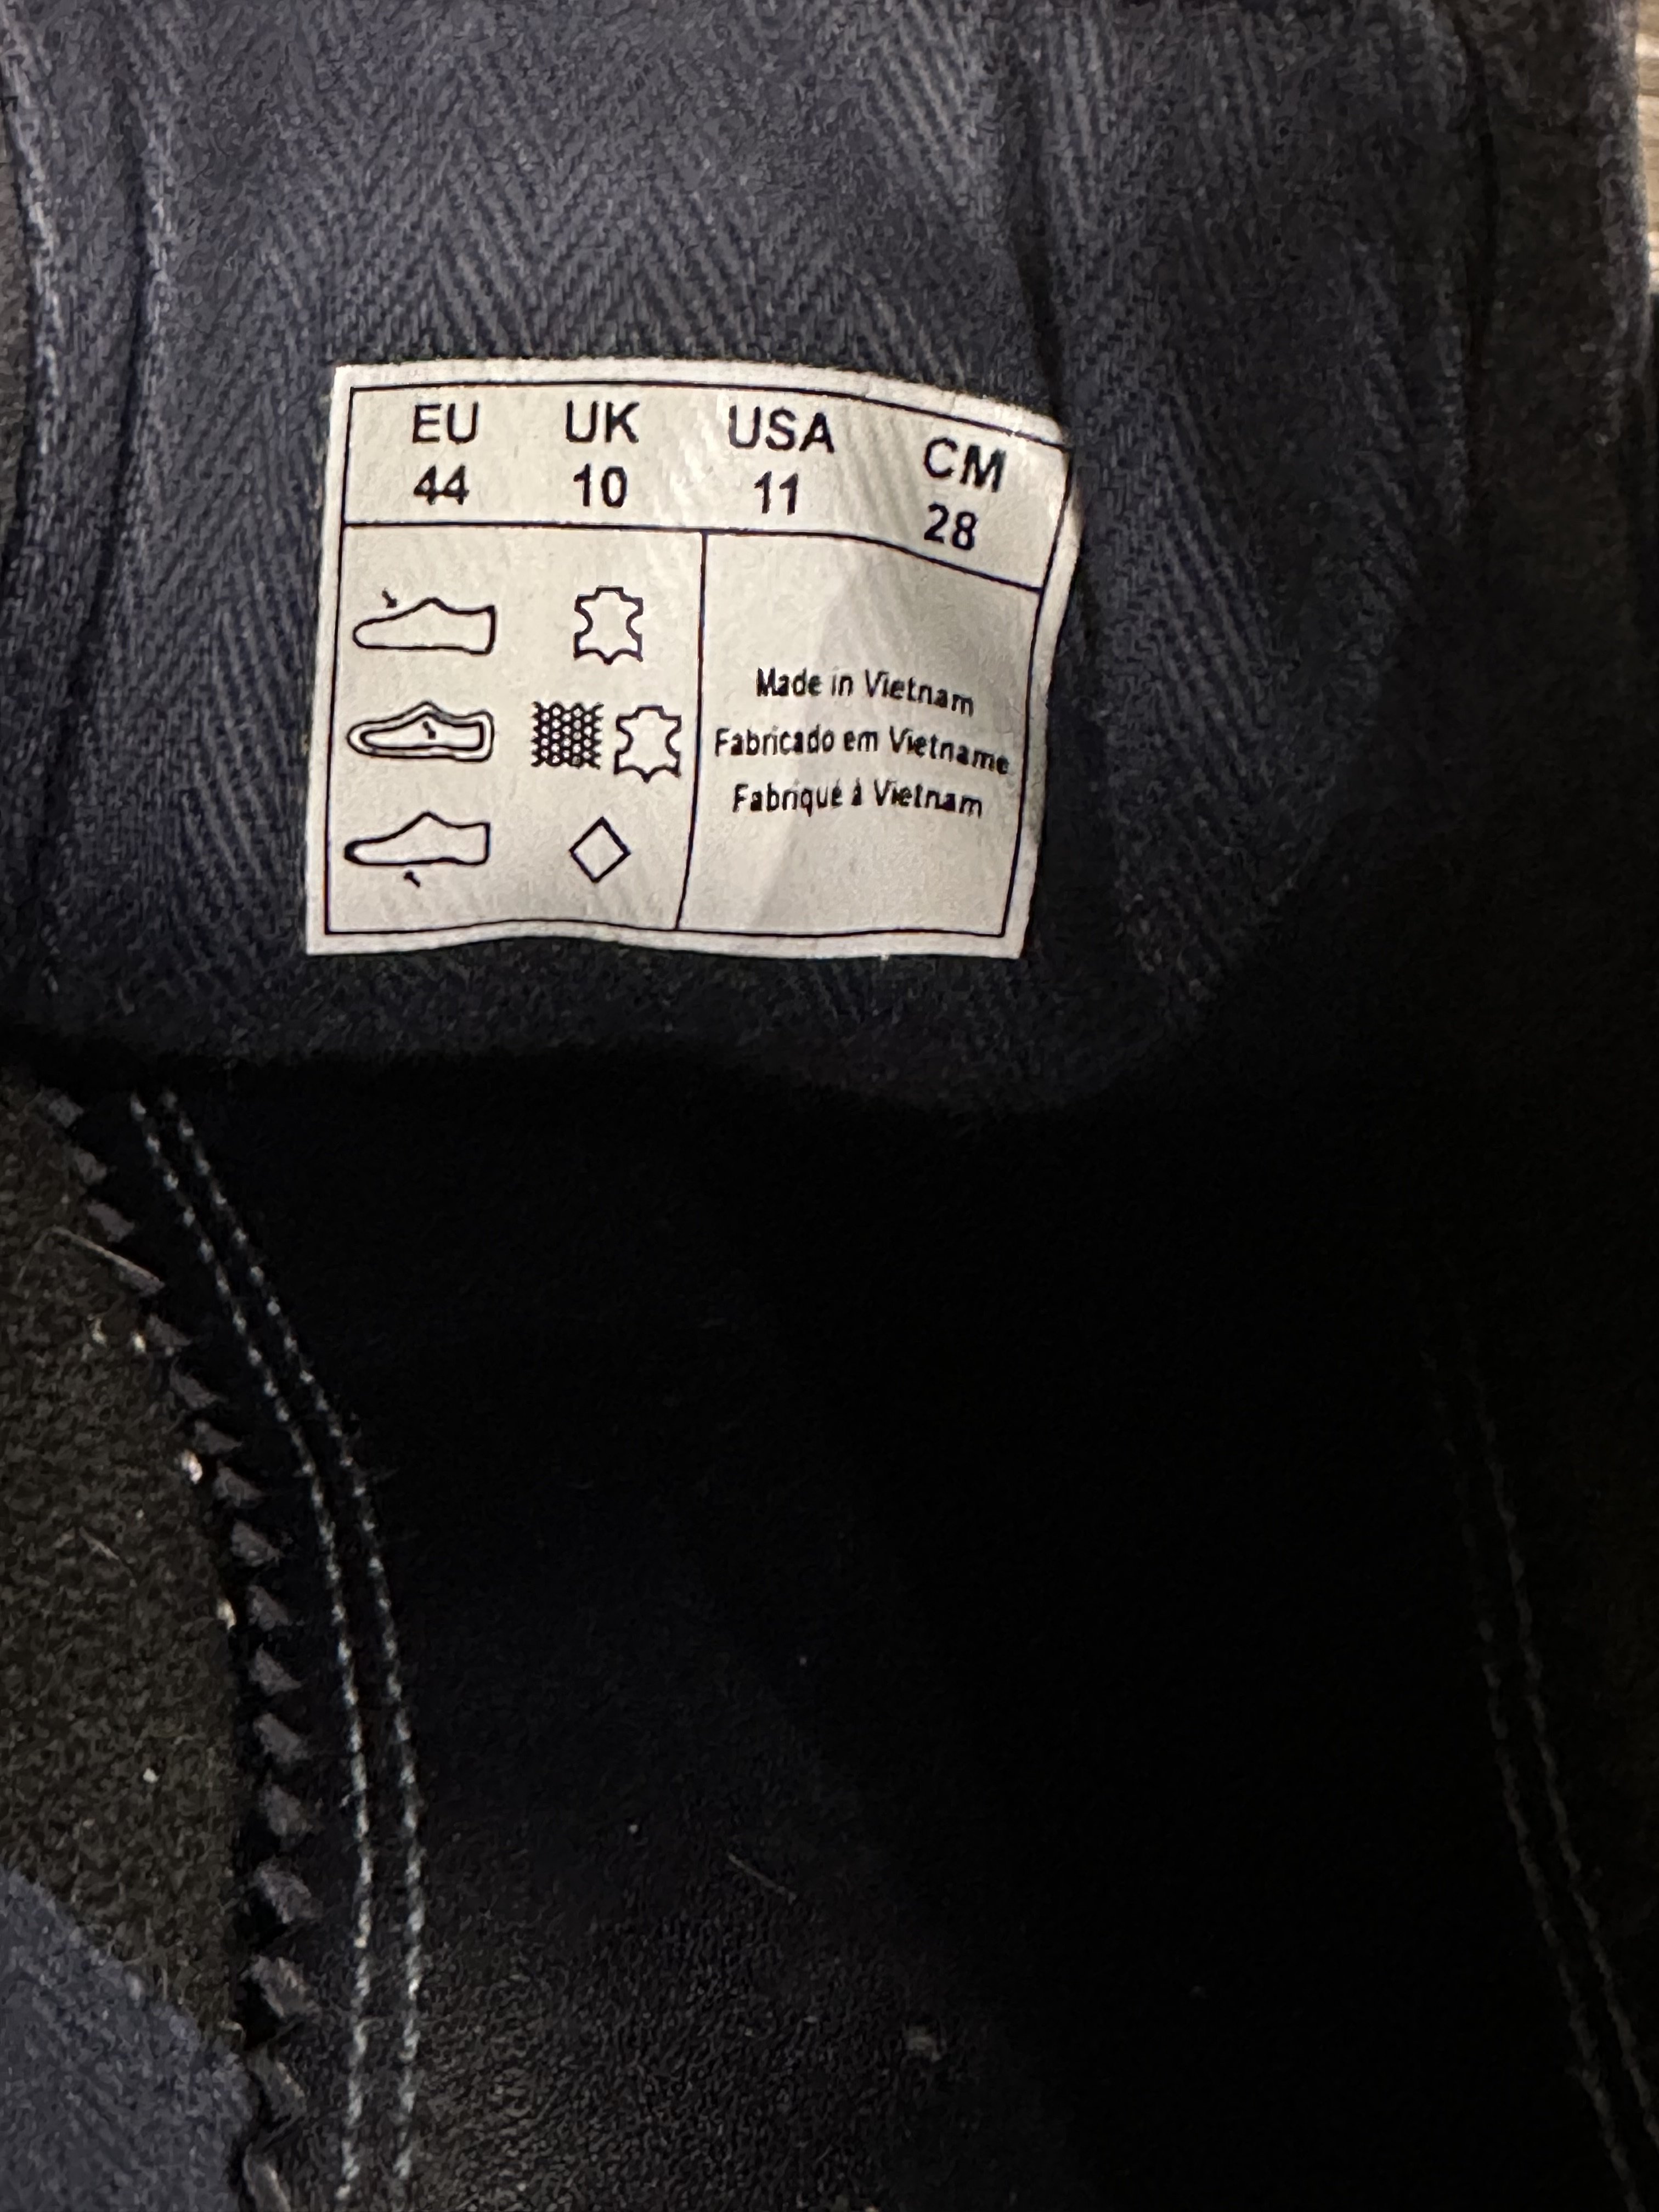 EU UK USA CM
44 10 11 28
Made in Vietnam
Fabricado em Vietname
Fabriqué à Vietnam